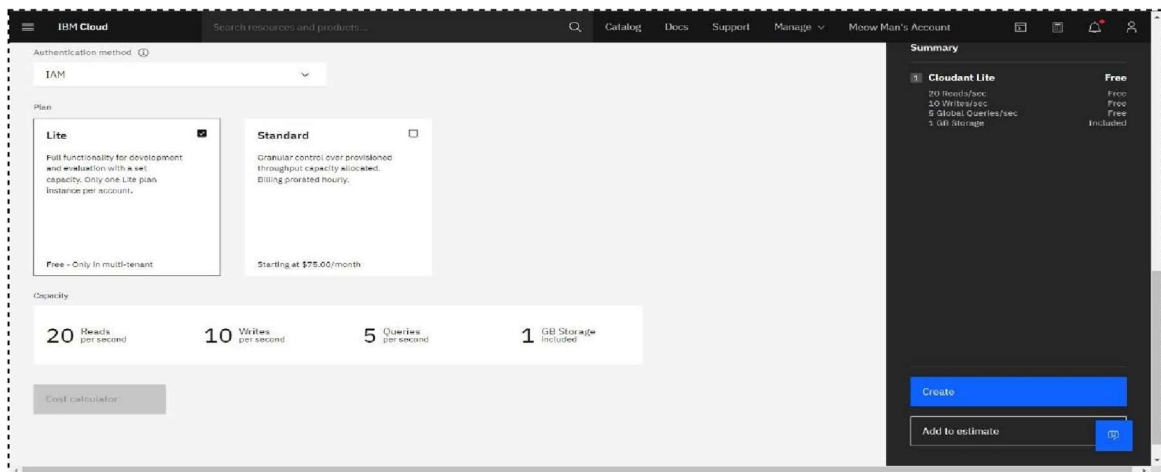 IBM Cloud Search resources and products... Catalog Docs Support Manage Meow Man's Account
Authentication method
IAM
Plan
Lite
Full functionality for development
and evaluation with a set
capacity. Only one Lite plan
instance per account.
Free - Only in multi-tenant
Standard
Granular control over provisioned
throughput capacity allocated.
Billing prorated hourly.
Starting at $75.00/month
Capacity
20 Reads per second
10 Writes per second
5 Queries per second
1 GB Storage Included
Cost calculator
Summary
1 Cloudant Lite Free
20 Reads/sec Free
10 Writes/sec Free
5 Global Queries/sec Free
1 GB Storage Included
Create
Add to estimate